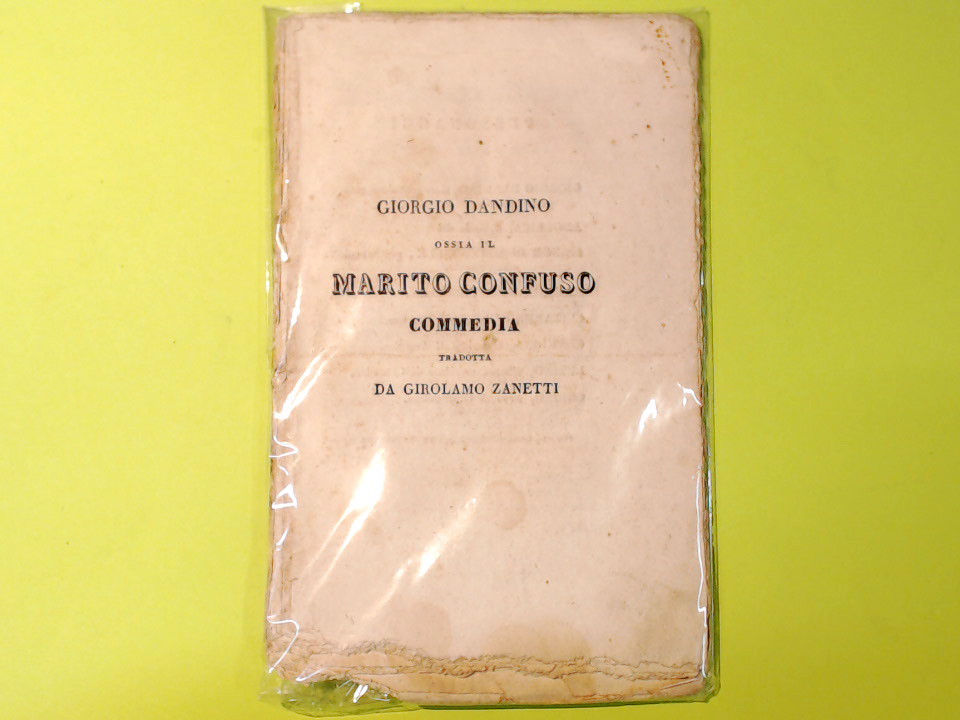 GIORGIO DANDINO
OSSIA IL
MARITO CONFUSO
COMMEDIA
TRADOTTA
DA GIROLAMO ZANETTI